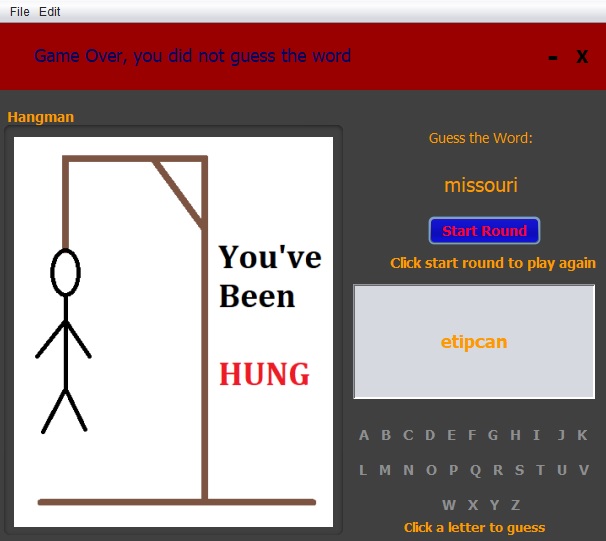 File Edit
Game Over, you did not guess the word
- X
Hangman
You've
Been
HUNG
Guess the Word:
missouri
Start Round
Click start round to play again
etipcan
A B C D E F G H I J K
L M N O P Q R S T U V
W X Y Z
Click a letter to guess